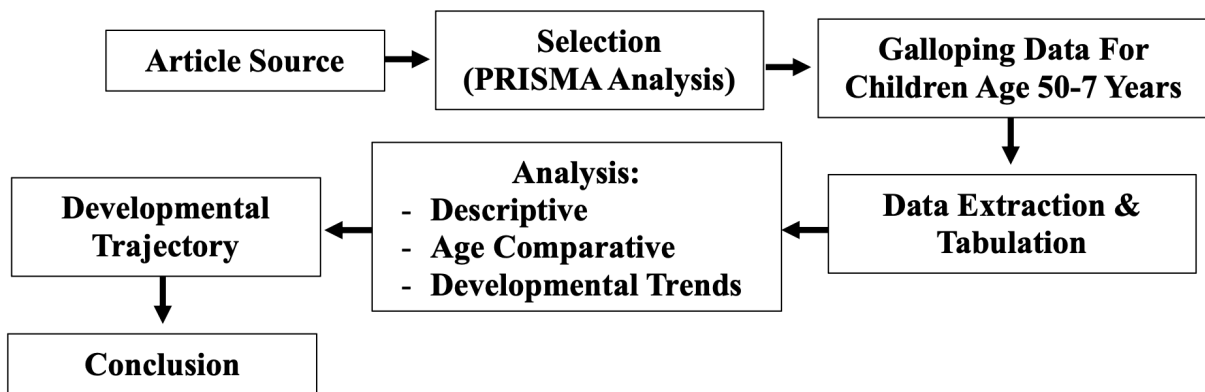 Article Source
Selection
(PRISMA Analysis)
Galloping Data For
Children Age 50-7 Years
Data Extraction &
Tabulation
Analysis:
- Descriptive
- Age Comparative
- Developmental Trends
Developmental
Trajectory
Conclusion